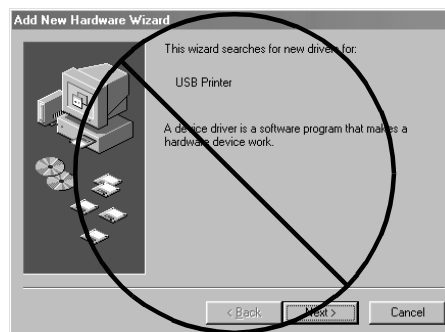 Add New Hardware Wizard
This wizard searches for new drivers for:
USB Printer
A device driver is a software program that makes a
hardware device work.
< Back
Next >
Cancel